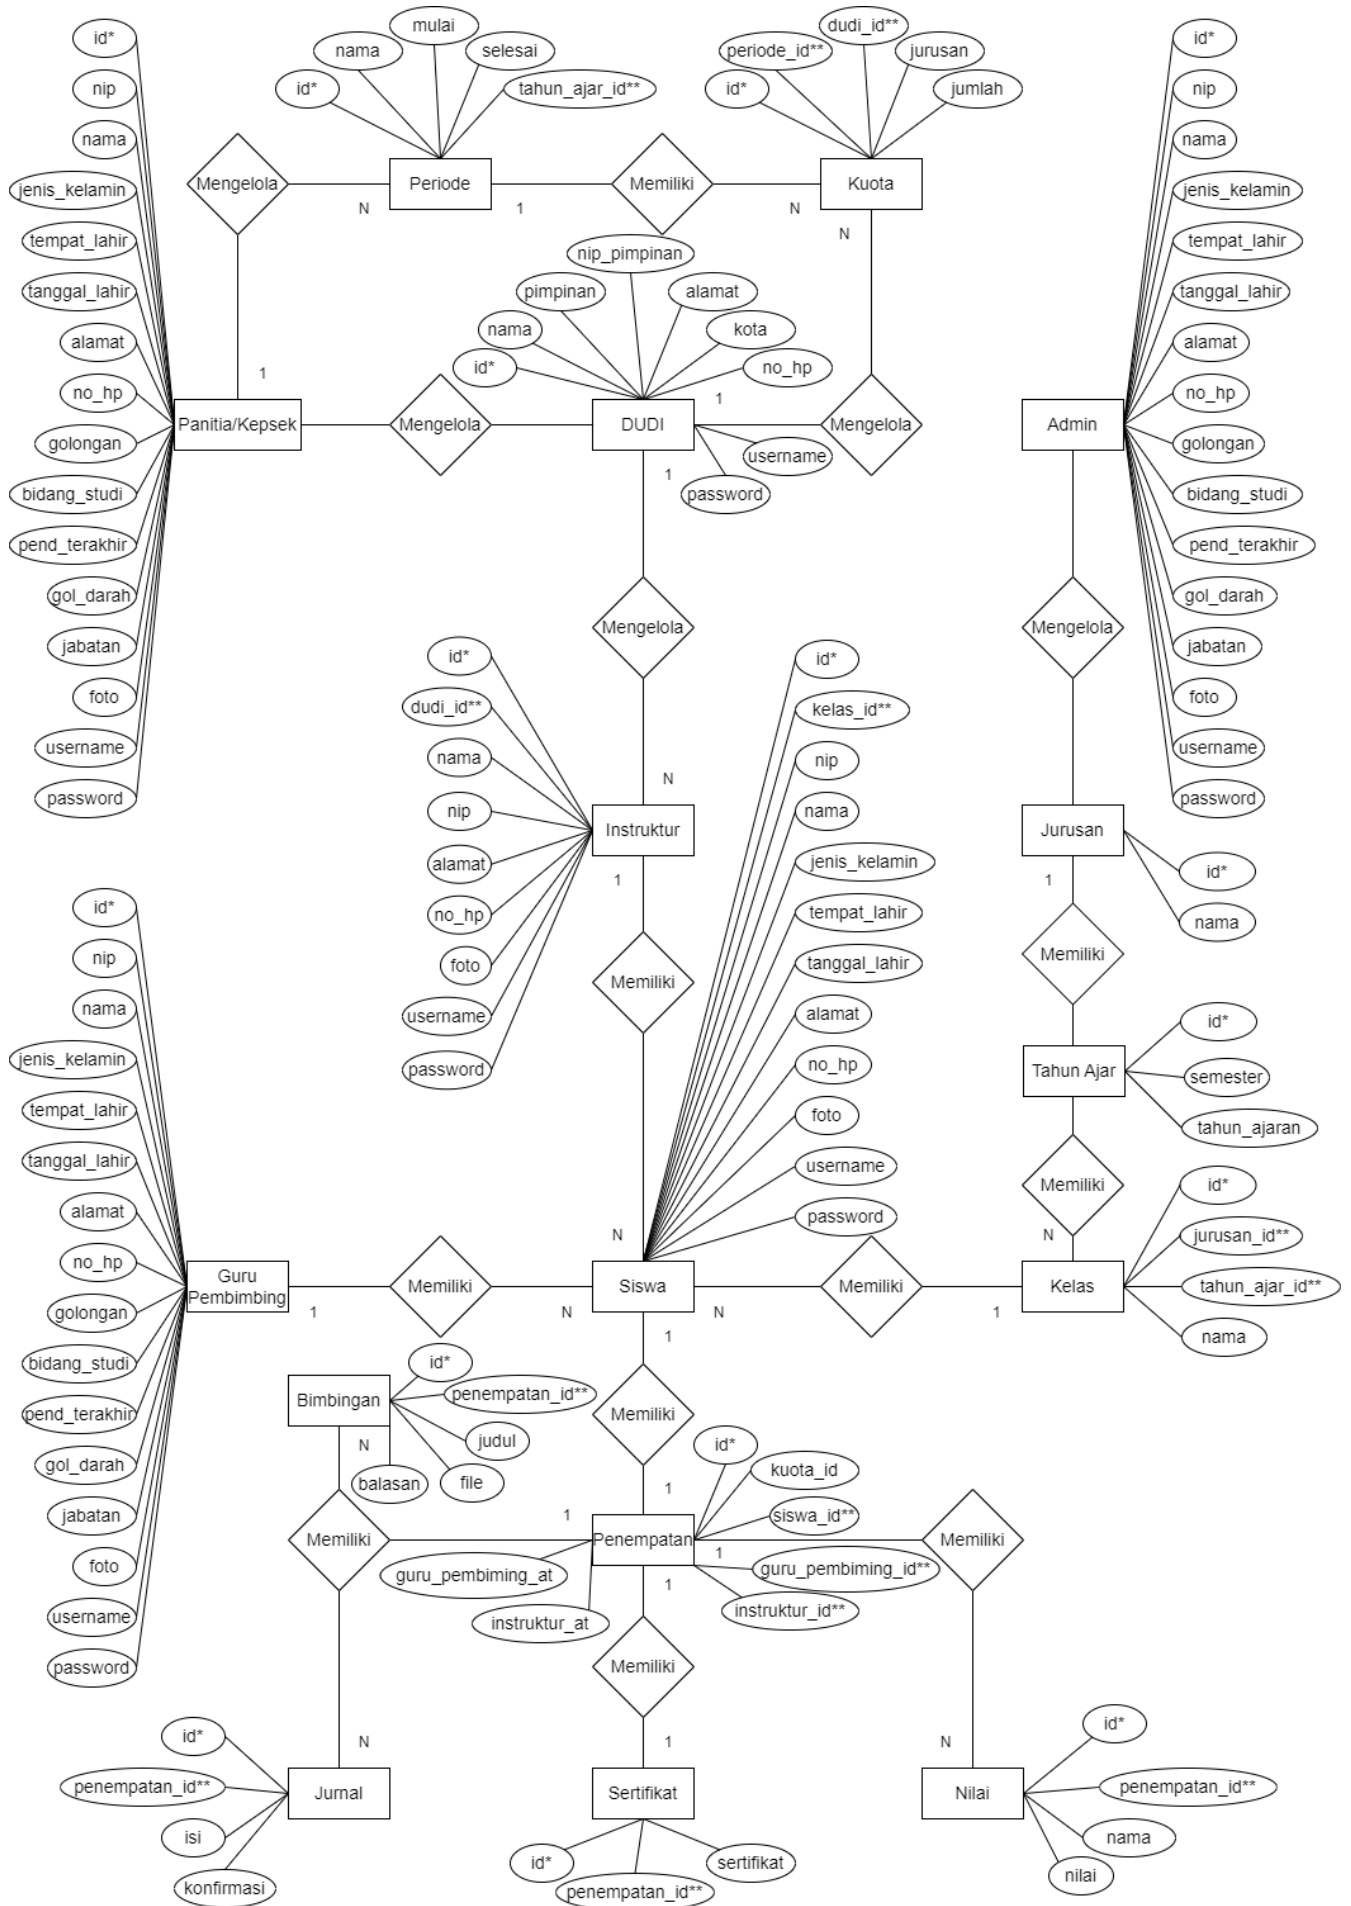 id*
nip
nama
jenis_kelamin
tempat_lahir
tanggal_lahir
alamat
no_hp
golongan
bidang_studi
pend_terakhir
gol_darah
jabatan
foto
username
password
Panitia/Kepsek
1
Mengelola
N
Periode
id*
nama
mulai
selesai
tahun_ajar_id**
1
Memiliki
N
Kuota
id*
periode_id**
dudi_id**
jurusan
jumlah
N
Mengelola
1
Mengelola
DUDI
id*
nama
pimpinan
nip_pimpinan
alamat
kota
no_hp
username
password
1
Mengelola
N
Instruktur
id*
dudi_id**
nama
nip
alamat
no_hp
foto
username
password
1
Memiliki
N
Admin
id*
nip
nama
jenis_kelamin
tempat_lahir
tanggal_lahir
alamat
no_hp
golongan
bidang_studi
pend_terakhir
gol_darah
jabatan
foto
username
password
Mengelola
Jurusan
id*
nama
1
Memiliki
Tahun Ajar
id*
semester
tahun_ajaran
Memiliki
N
Kelas
id*
jurusan_id**
tahun_ajar_id**
nama
1
Memiliki
N
Siswa
id*
kelas_id**
nip
nama
jenis_kelamin
tempat_lahir
tanggal_lahir
alamat
no_hp
foto
username
password
id*
nip
nama
jenis_kelamin
tempat_lahir
tanggal_lahir
alamat
no_hp
golongan
bidang_studi
pend_terakhir
gol_darah
jabatan
foto
username
password
Guru
Pembimbing
1
Memiliki
N
1
Memiliki
1
Penempatan
id*
kuota_id
siswa_id**
guru_pembiming_id**
instruktur_id**
guru_pembiming_at
instruktur_at
1
Memiliki
N
Bimbingan
id*
penempatan_id**
judul
file
balasan
N
Jurnal
id*
penempatan_id**
isi
konfirmasi
1
Memiliki
1
Sertifikat
id*
penempatan_id**
sertifikat
1
Memiliki
N
Nilai
id*
penempatan_id**
nama
nilai